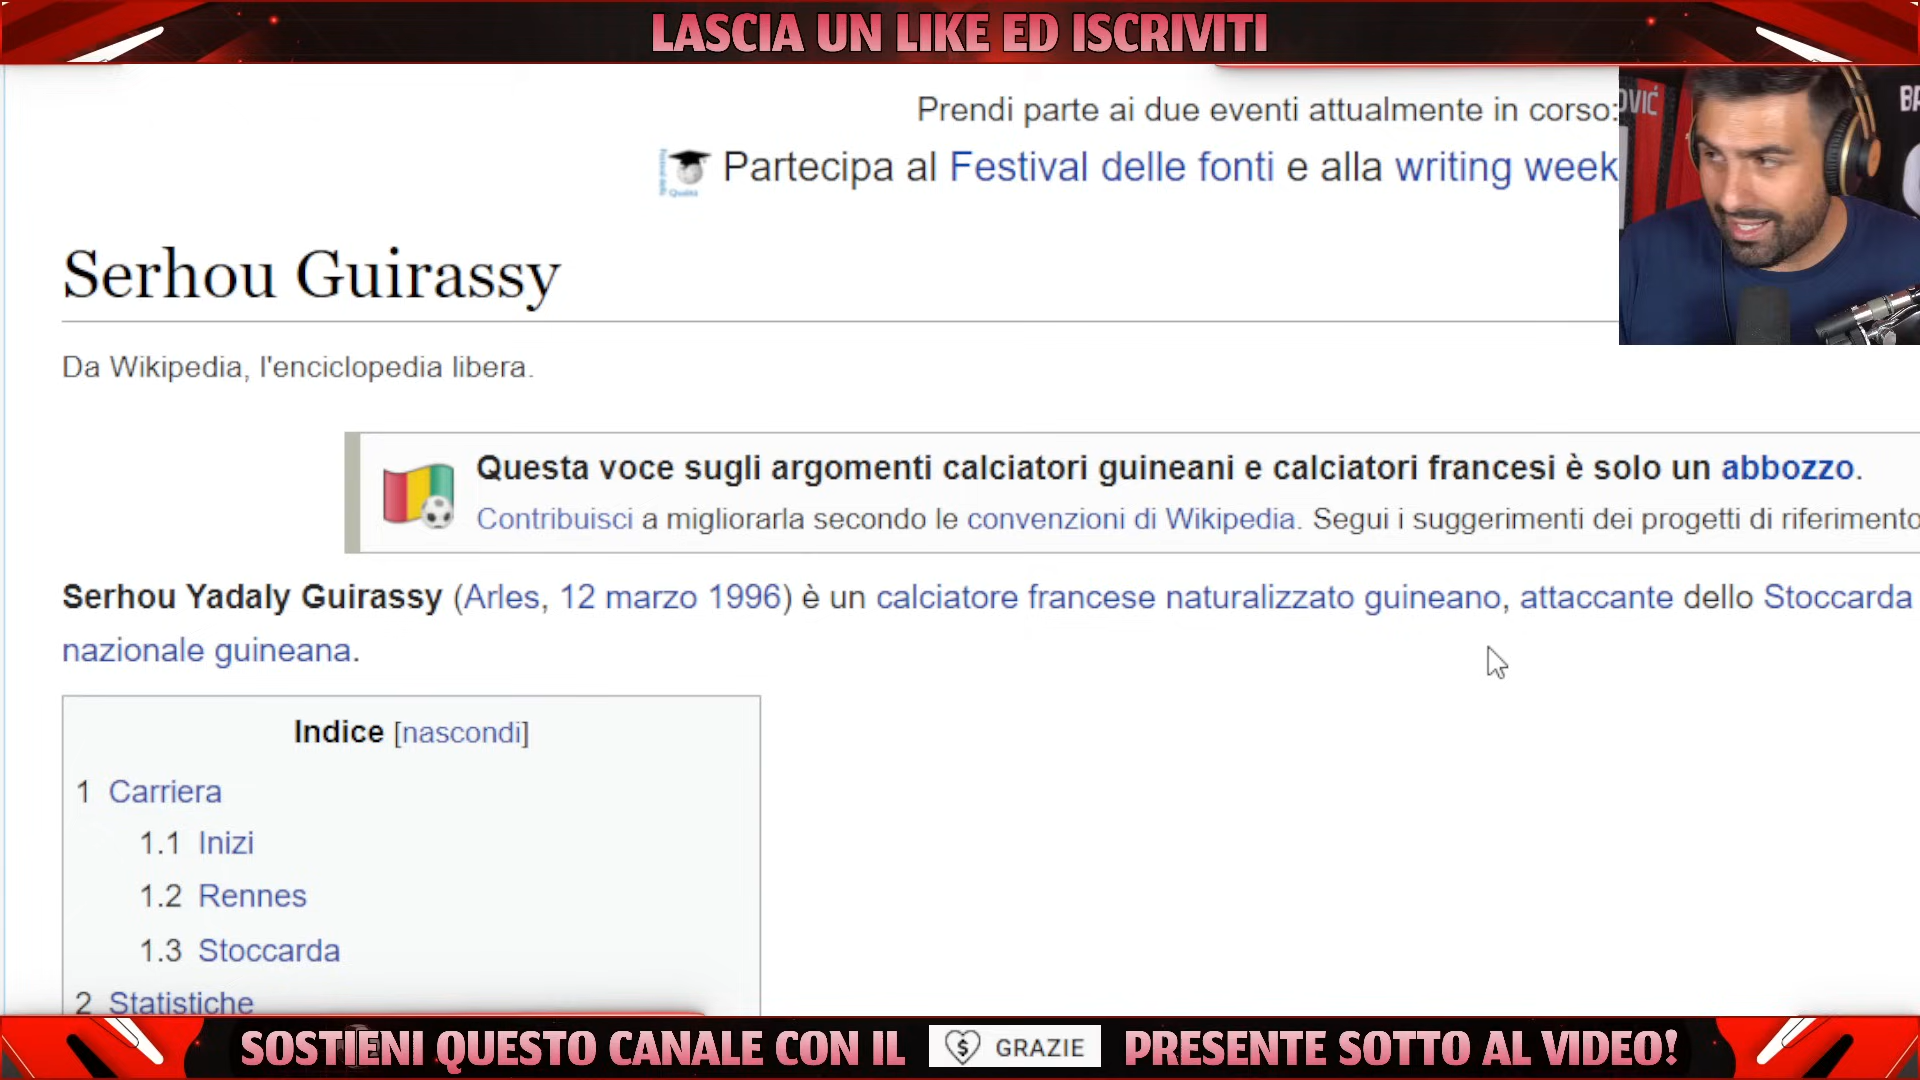 LASCIA UN LIKE ED ISCRIVITI
Prendi parte ai due eventi attualmente in corso:
Partecipa al Festival delle fonti e alla writing week
OVIĆ
Qualità
Serhou Guirassy
Da Wikipedia, l'enciclopedia libera.
Questa voce sugli argomenti calciatori guineani e calciatori francesi è solo un abbozzo.
Contribuisci a migliorarla secondo le convenzioni di Wikipedia. Segui i suggerimenti dei progetti di riferimento
Serhou Yadaly Guirassy (Arles, 12 marzo 1996) è un calciatore francese naturalizzato guineano, attaccante dello Stoccarda
nazionale guineana.
Indice [nascondi]
1 Carriera
1.1 Inizi
1.2 Rennes
1.3 Stoccarda
2 Statistiche
SOSTIENI QUESTO CANALE CON IL $ GRAZIE PRESENTE SOTTO AL VIDEO!